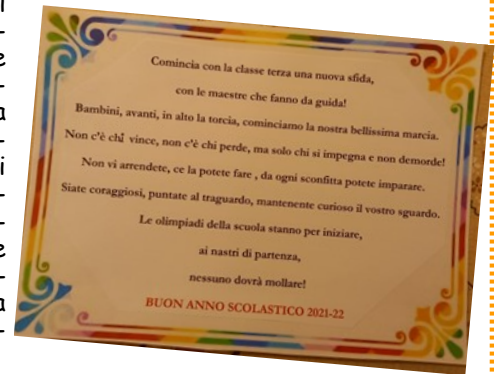 Comincia con la classe terza una nuova sfida,
con le maestre che fanno da guida!
Bambini, avanti, in alto la torcia, cominciamo la nostra bellissima marcia.
Non c'è chi vince, non c'è chi perde, ma solo chi si impegna e non demorde!
Non vi arrendete, ce la potete fare , da ogni sconfitta potete imparare.
Siate coraggiosi, puntate al traguardo, mantenente curioso il vostro sguardo.
Le olimpiadi della scuola stanno per iniziare,
ai nastri di partenza,
nessuno dovrà mollare!
BUON ANNO SCOLASTICO 2021-22